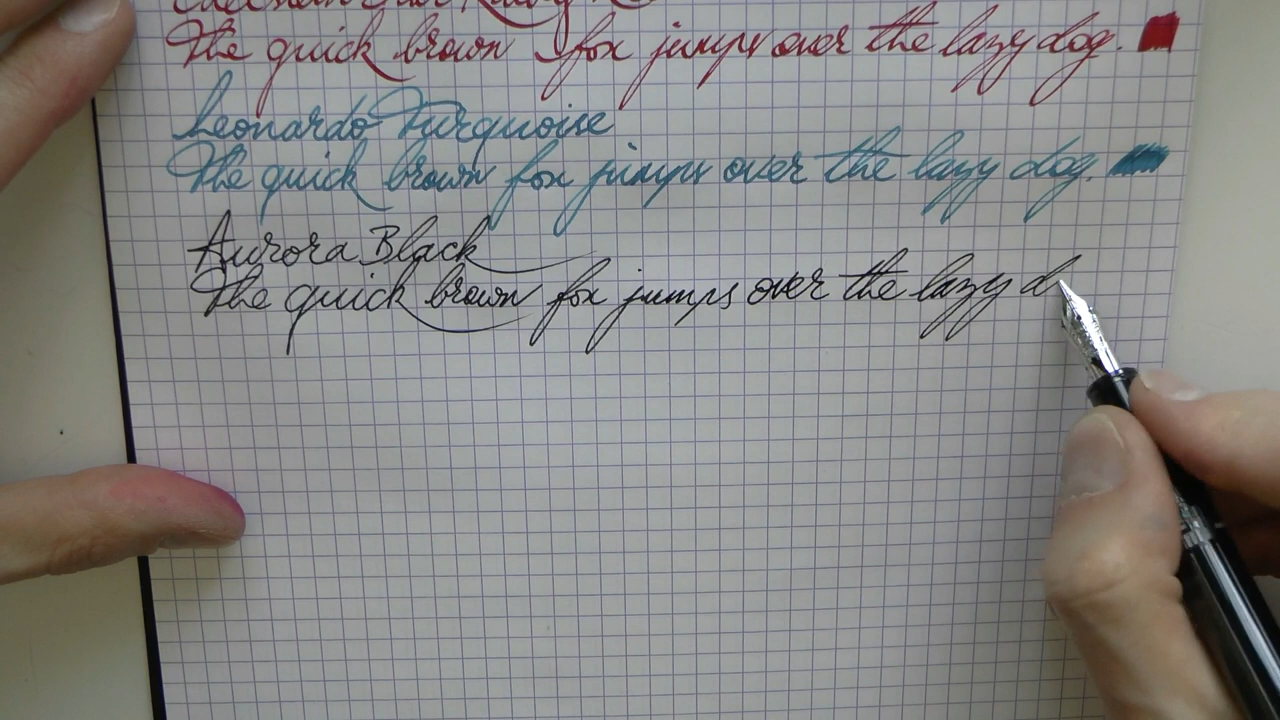 The quick brown fox jumps over the lazy dog.
Leonardo Turquoise
The quick brown fox jumps over the lazy dog.
Aurora Black
The quick brown fox jumps over the lazy d